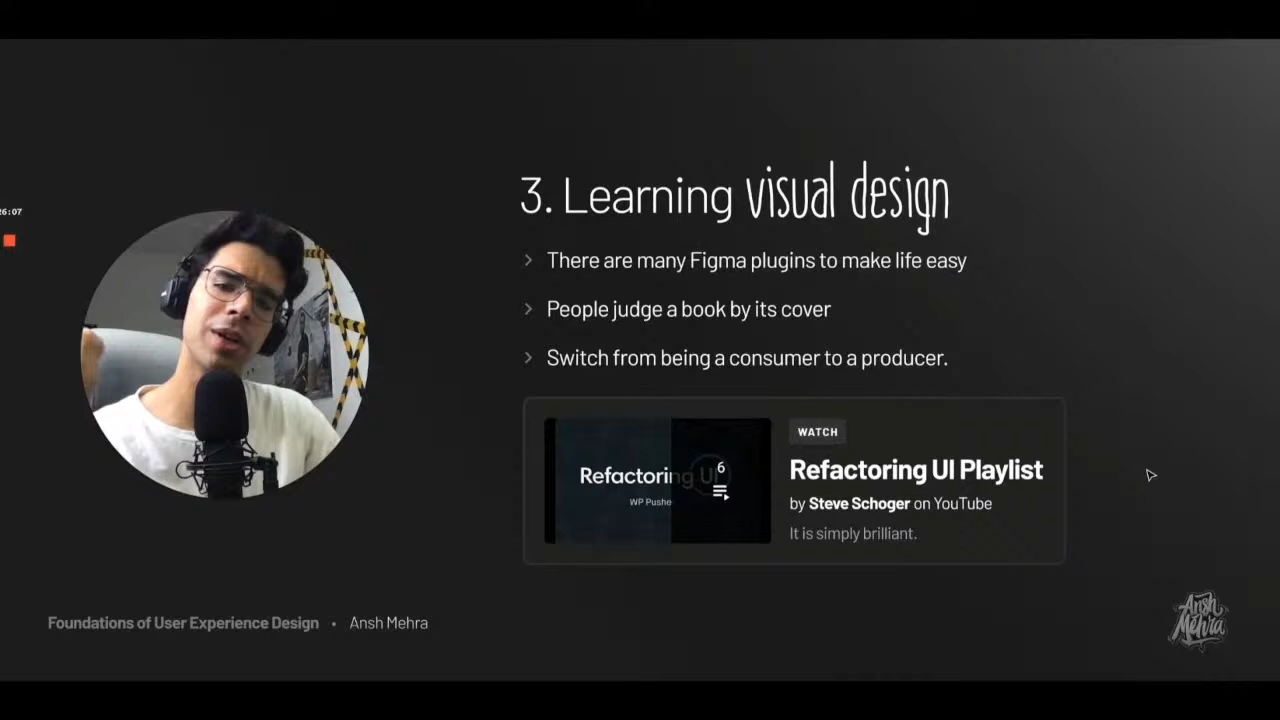 3. Learning visual design
There are many Figma plugins to make life easy
People judge a book by its cover
Switch from being a consumer to a producer.
Refactoring UI
WP Pushe
6
WATCH
Refactoring UI Playlist
by Steve Schoger on YouTube
It is simply brilliant.
26:07
Foundations of User Experience Design • Ansh Mehra
Ansh
Mehra